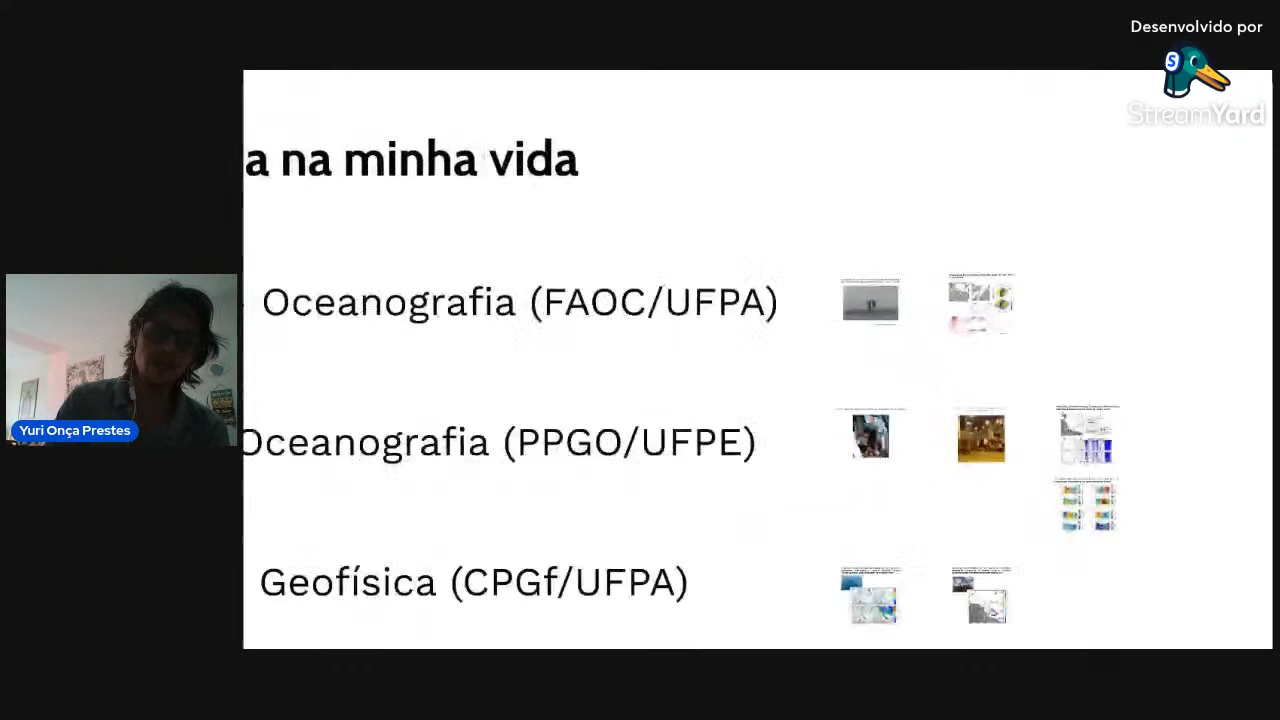 Desenvolvido por
StreamYard
a na minha vida
Oceanografia (FAOC/UFPA)
Yuri Onça Prestes
Oceanografia (PPGO/UFPE)
Geofísica (CPGf/UFPA)